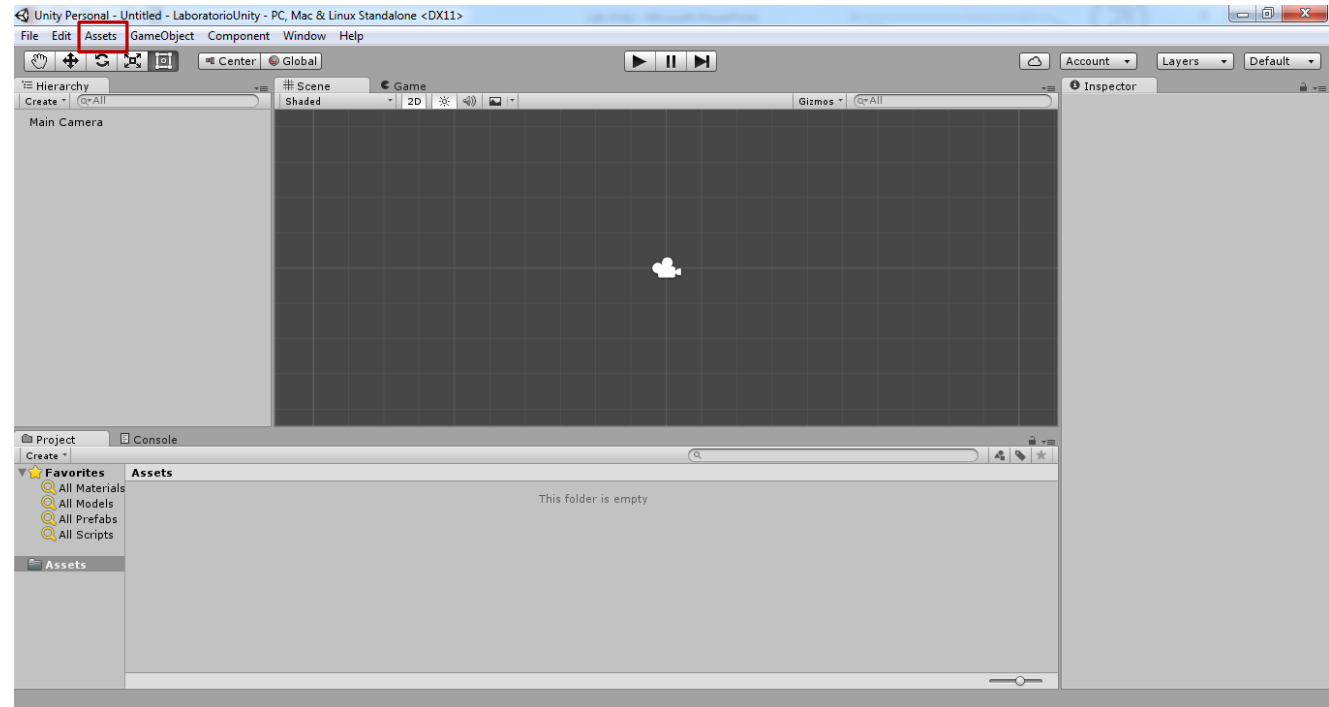 Unity Personal - Untitled - LaboratorioUnity - PC, Mac & Linux Standalone <DX11>
File Edit Assets GameObject Component Window Help
Center Global Account Layers Default
Hierarchy # Scene Game Inspector
Create All Shaded 2D Gizmos All
Main Camera
Project Console
Create
Favorites Assets
All Materials
This folder is empty
All Models
All Prefabs
All Scripts
Assets